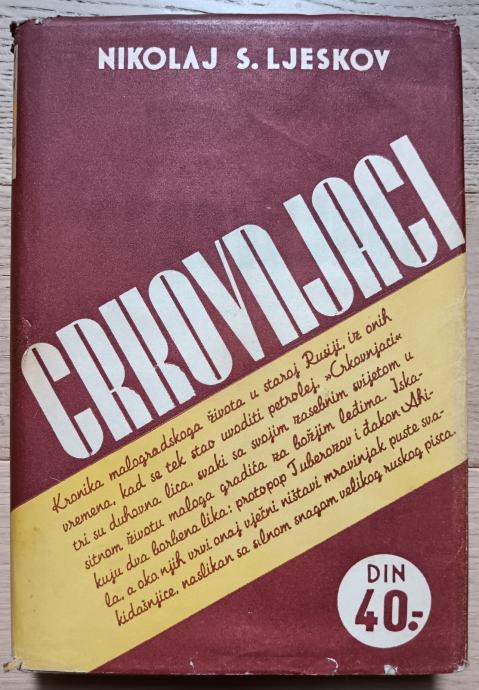 NIKOLAJ S. LJESKOV
CRKOVNJACI
Kronika malogradskoga života u staroj Rusiji, iz onih
vremena, kad se tek stao uvoditi petrolej. „Crkovnjaci“
tri su duhovna lica, svaki sa svojim zasebnim svijetom u
sitnom životu maloga gradita za božjim leđima. Iska-
kuju dva borbena lika: protopop Tuberozov i đakon Ahi-
la, a oko njih vrvi onaj vječni ništavi mravinjak puste sva-
kidašnjice, naslikan sa silnom snagom velikog ruskog pisca.
DIN
40.-